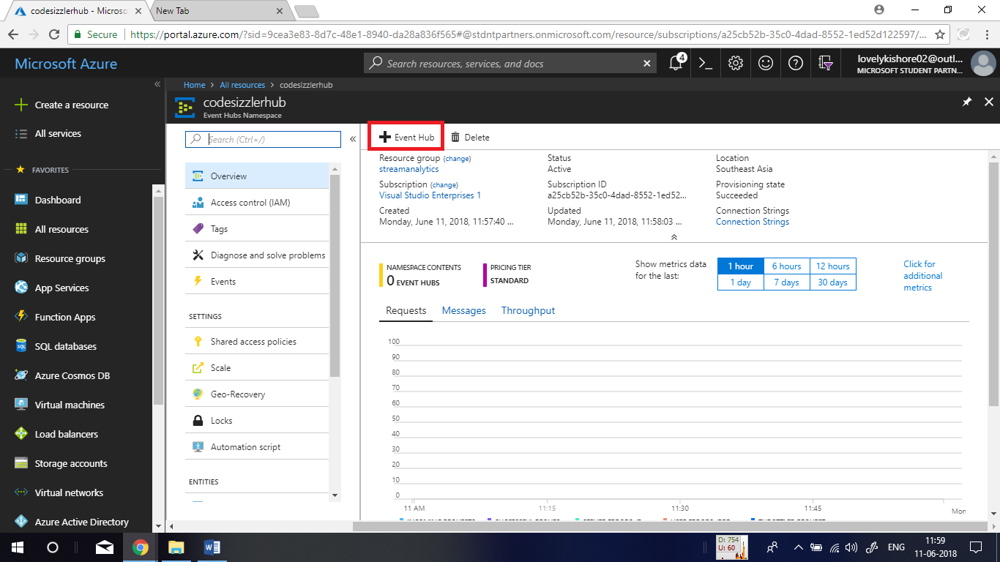 codesizzlerhub - Microso
New Tab
Secure
https://portal.azure.com/?sid=9cea3e83-8d7c-48e1-8940-da28a836f565#@stdntpartners.onmicrosoft.com/resource/subscriptions/a25cb52b-35c0-4dad-8552-1ed52d122597/...
Microsoft Azure
Search resources, services, and docs
4
lovelykishore02@outl...
MICROSOFT STUDENT PARTN...
Home > All resources > codesizzlerhub
codesizzlerhub
Event Hubs Namespace
Create a resource
All services
FAVORITES
Dashboard
All resources
Resource groups
App Services
Function Apps
SQL databases
Azure Cosmos DB
Virtual machines
Load balancers
Storage accounts
Virtual networks
Azure Active Directory
Search (Ctrl+/)
Overview
Access control (IAM)
Tags
Diagnose and solve problems
Events
SETTINGS
Shared access policies
Scale
Geo-Recovery
Locks
Automation script
ENTITIES
Event Hub
Delete
Resource group (change)
streamanalytics
Subscription (change)
Visual Studio Enterprises 1
Created
Monday, June 11, 2018, 11:57:40 ...
Status
Active
Subscription ID
a25cb52b-35c0-4dad-8552-1ed52...
Updated
Monday, June 11, 2018, 11:58:03 ...
Location
Southeast Asia
Provisioning state
Succeeded
Connection Strings
Connection Strings
NAMESPACE CONTENTS
0 EVENT HUBS
PRICING TIER
STANDARD
Show metrics data
for the last:
1 hour 6 hours 12 hours
1 day 7 days 30 days
Click for
additional
metrics
Requests Messages Throughput
100
90
80
70
60
50
40
30
20
10
0
11 AM 11:15 11:30 11:45 Mon
D: 754
U: 60
ENG
11:59
11-06-2018